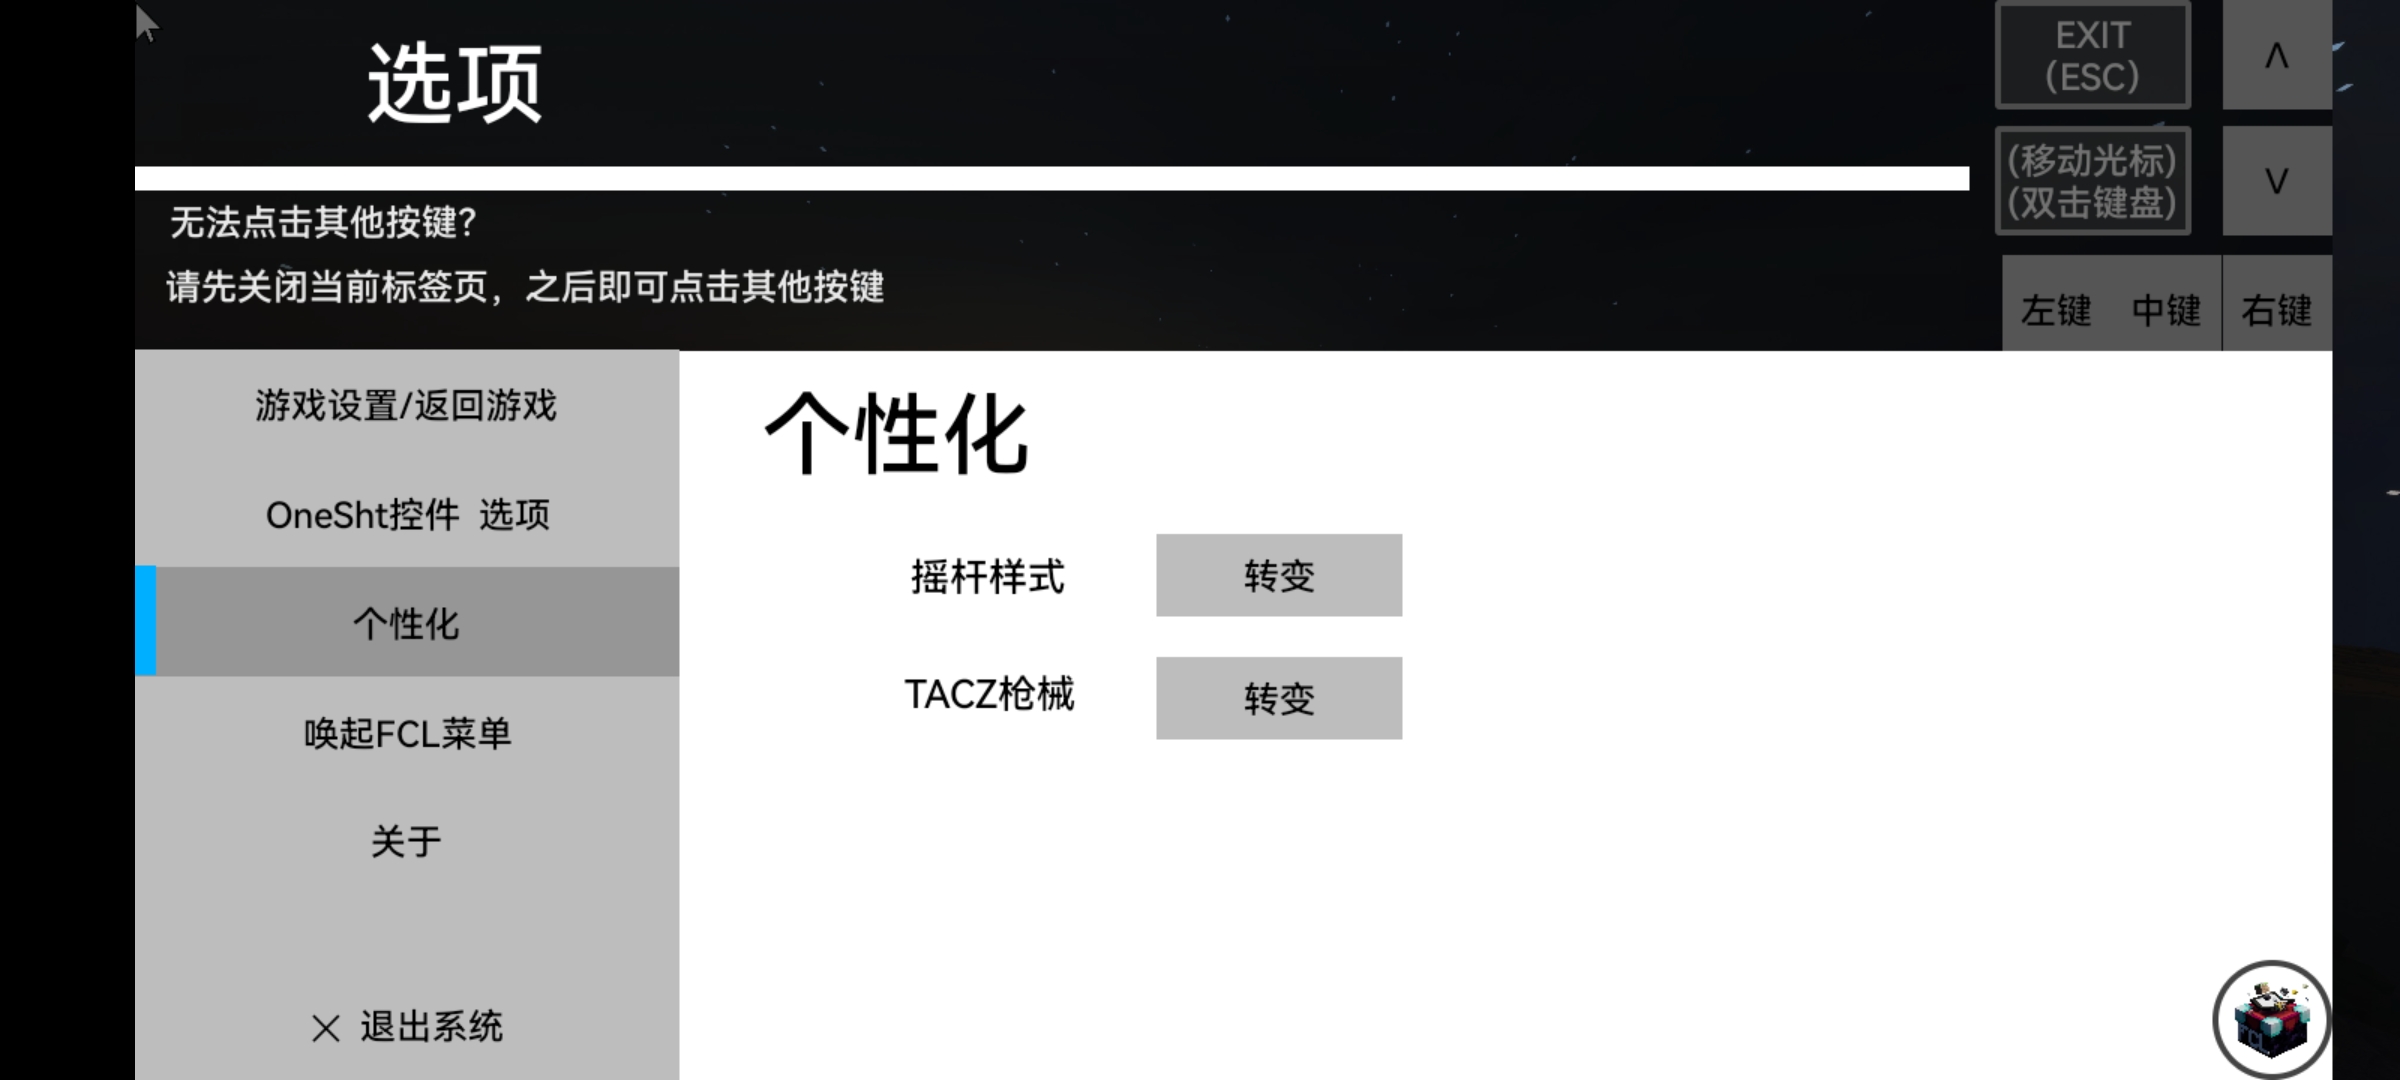 选项
EXIT
(ESC)
∧
(移动光标)
(双击键盘)
∨
无法点击其他按键?
请先关闭当前标签页，之后即可点击其他按键
左键 中键 右键
游戏设置/返回游戏
OneSht控件 选项
个性化
唤起FCL菜单
关于
× 退出系统
个性化
摇杆样式 转变
TACZ枪械 转变
FCL